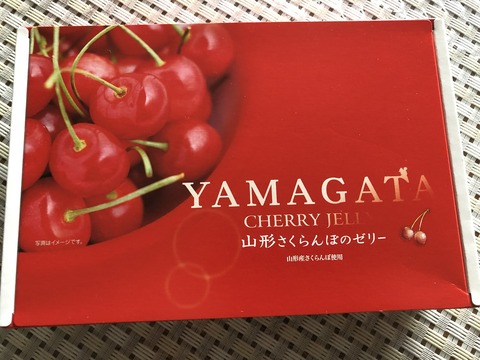 YAMAGATA
CHERRY JELLY
山形さくらんぼのゼリー
山形産さくらんぼ使用
写真はイメージです。